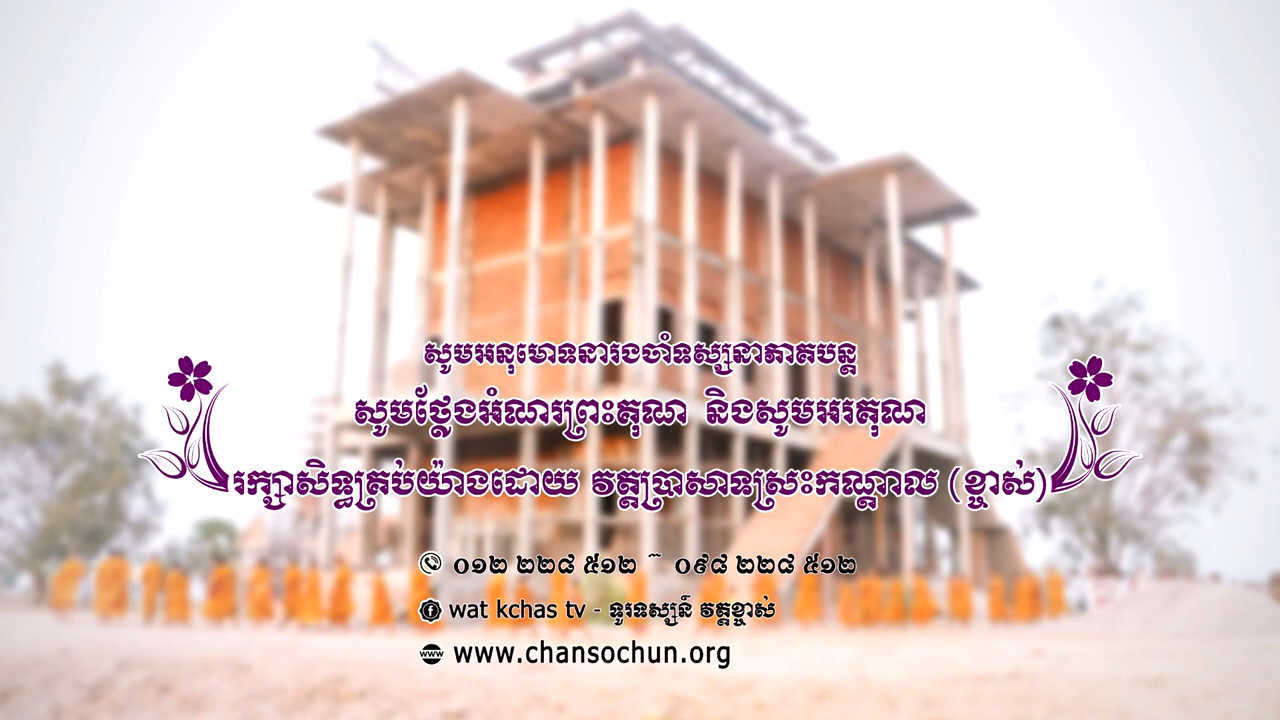 សូមអនុមោទនារងចាំទស្សនាភាគបន្ត
សូមថ្លែងអំណរព្រះគុណ និងសូមអរគុណ
រក្សាសិទ្ធគ្រប់យ៉ាងដោយ វត្តប្រាសាទស្រះកណ្តាល (ខ្ចាស់)
០១២ ២២៨ ៥១២ ~ ០៩៨ ២២៨ ៥១២
wat kchas tv - ទូរទស្សន៍ វត្តខ្ចាស់
www.chansochun.org